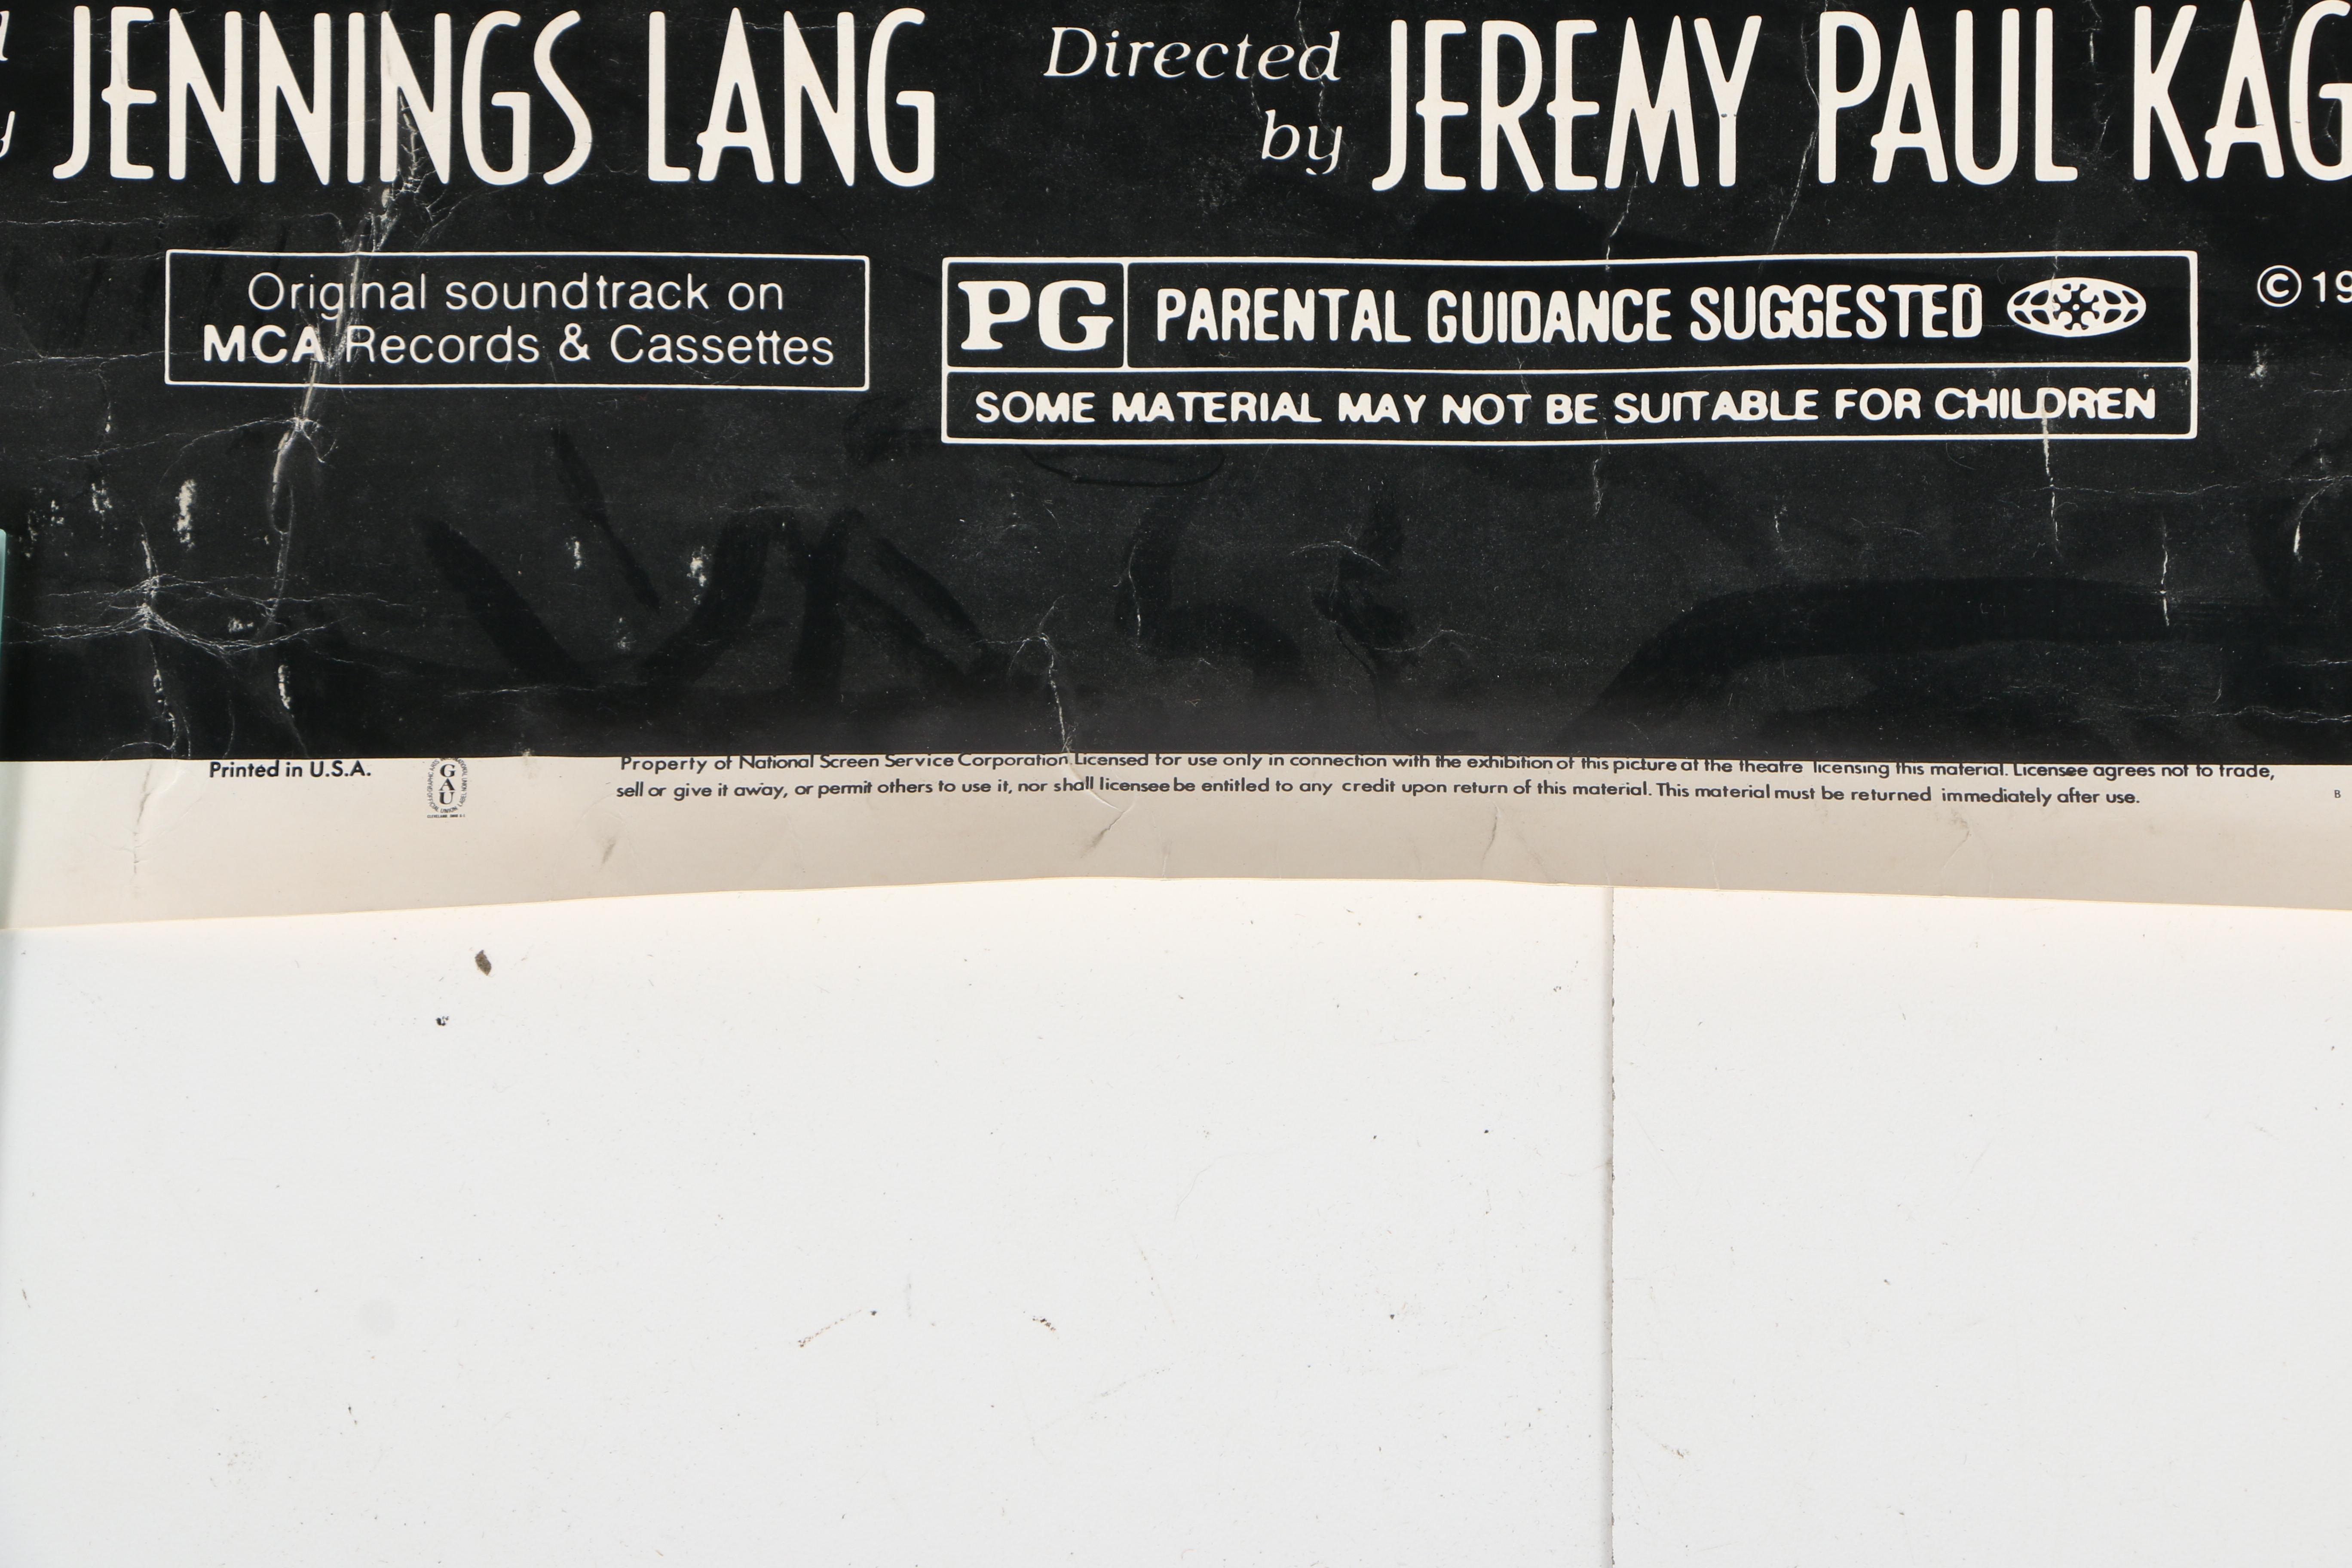 JENNINGS LANG
Directed
by JEREMY PAUL KAG
Original soundtrack on
MCA Records & Cassettes
PG PARENTAL GUIDANCE SUGGESTED
SOME MATERIAL MAY NOT BE SUITABLE FOR CHILDREN
© 19
Printed in U.S.A.
GAU
Property of National Screen Service Corporation. Licensed for use only in connection with the exhibition of this picture at the theatre licensing this material. Licensee agrees not to trade,
sell or give it away, or permit others to use it, nor shall licensee be entitled to any credit upon return of this material. This material must be returned immediately after use.
B